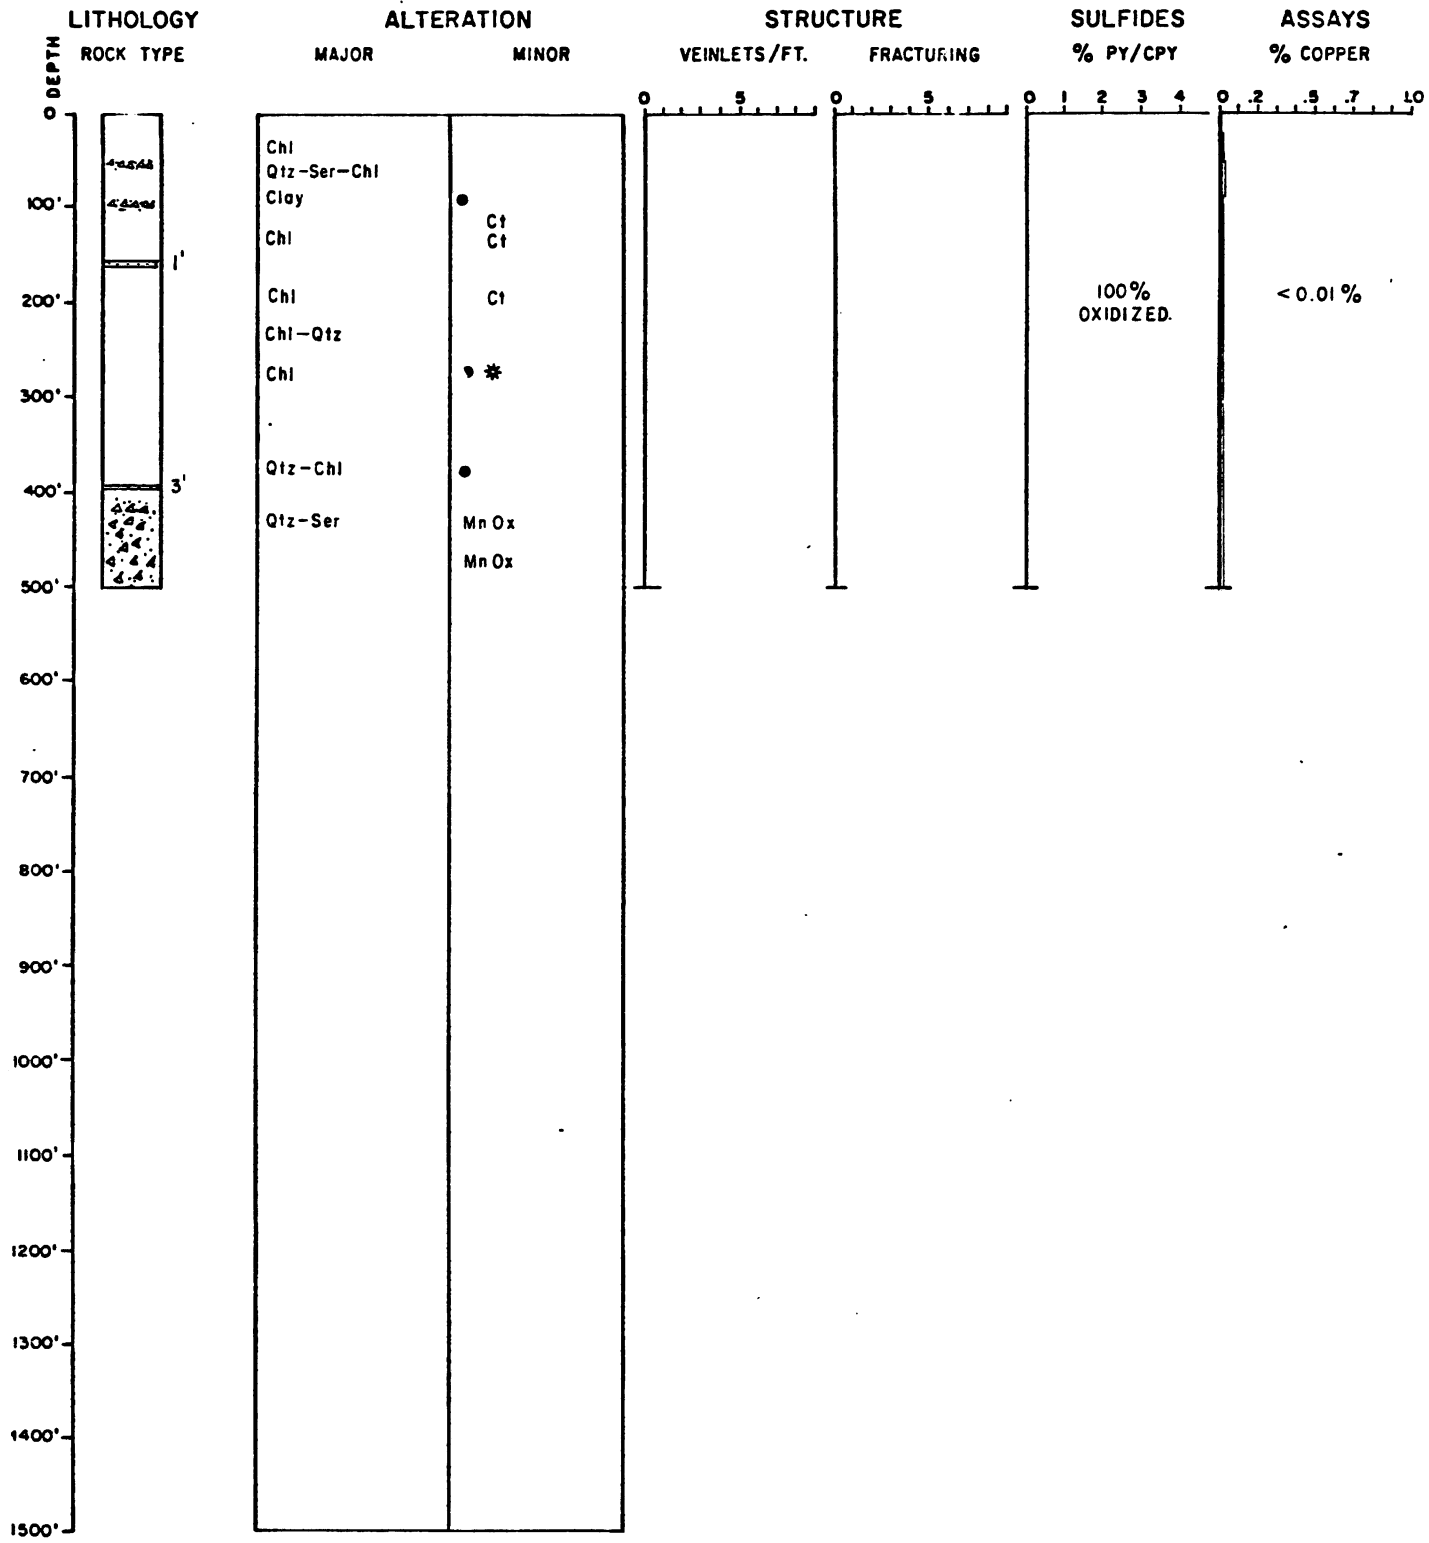 LITHOLOGY ALTERATION STRUCTURE SULFIDES ASSAYS
DEPTH
ROCK TYPE MAJOR MINOR VEINLETS/FT. FRACTURING % PY/CPY % COPPER
0 5 0 5 0 1 2 3 4 0 .2 .5 .7 1.0
0
Chl
Qtz-Ser-Chl
100' Clay
Ct
Chl Ct
1'
200' Chl Ct 100% < 0.01%
OXIDIZED.
Chl-Qtz
Chl
300'
Qtz-Chl
400' 3'
Qtz-Ser Mn Ox
Mn Ox
500'
600'
700'
800'
900'
1000'
1100'
1200'
1300'
1400'
1500'